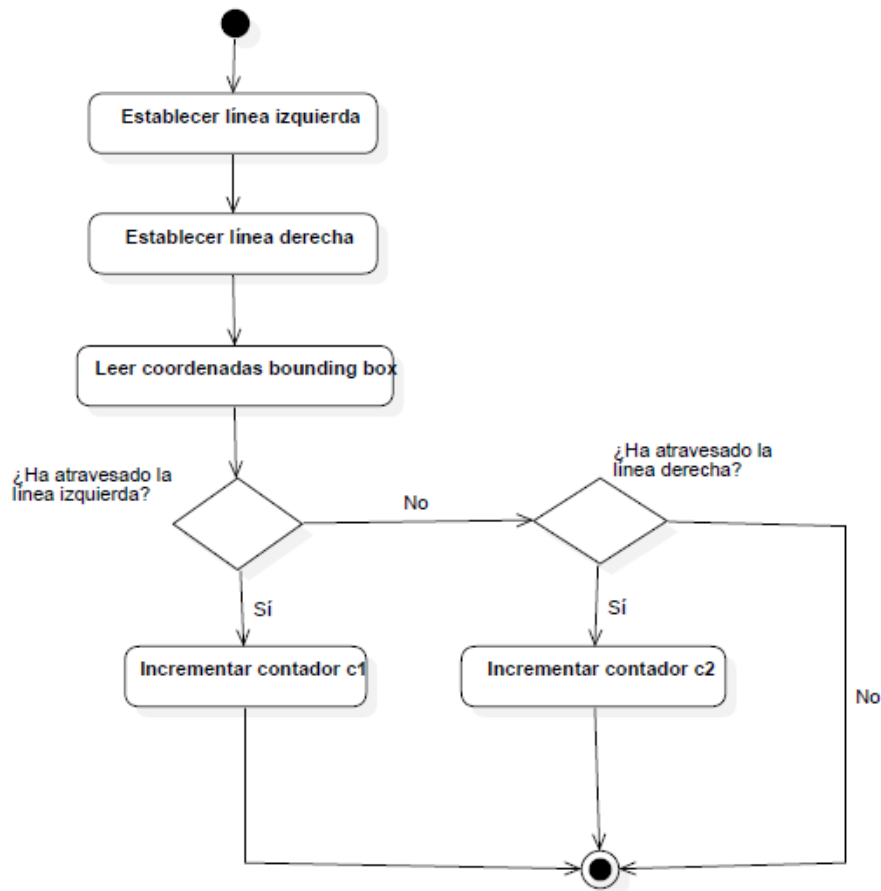 Establecer línea izquierda
Establecer línea derecha
Leer coordenadas bounding box
¿Ha atravesado la
línea izquierda?
No
¿Ha atravesado la
línea derecha?
Sí
Sí
Incrementar contador c1
Incrementar contador c2
No